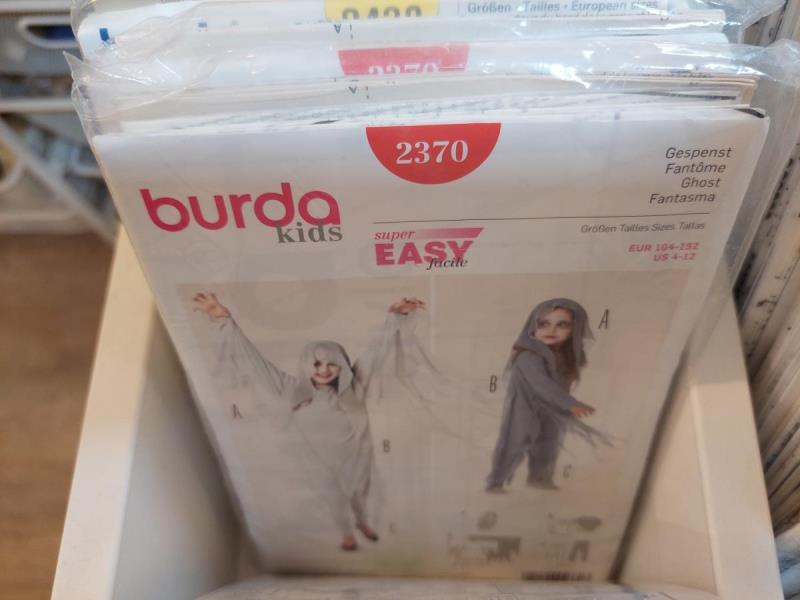 Größen · Tailles · European sizes
2370
2370
Gespenst
Fantôme
Ghost
Fantasma
burda
kids
super
EASY
facile
Größen Tailles Sizes Tallas
EUR 104-152
US 4-12
A
B
C
A
B
C